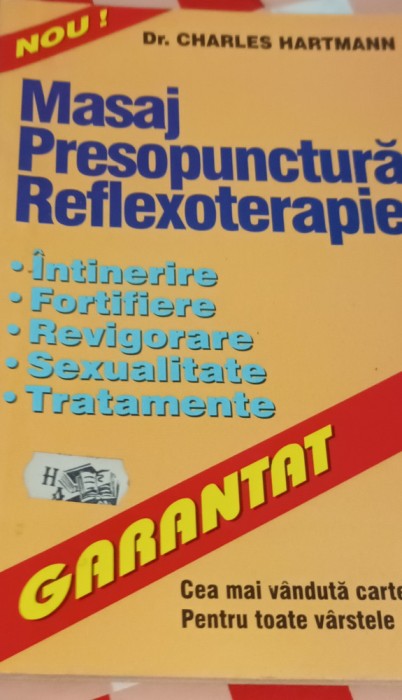 NOU !
Dr. CHARLES HARTMANN
Masaj
Presopunctură
Reflexoterapie
• Întinerire
• Fortifiere
• Revigorare
• Sexualitate
• Tratamente
H
A
GARANTAT
Cea mai vândută carte
Pentru toate vârstele